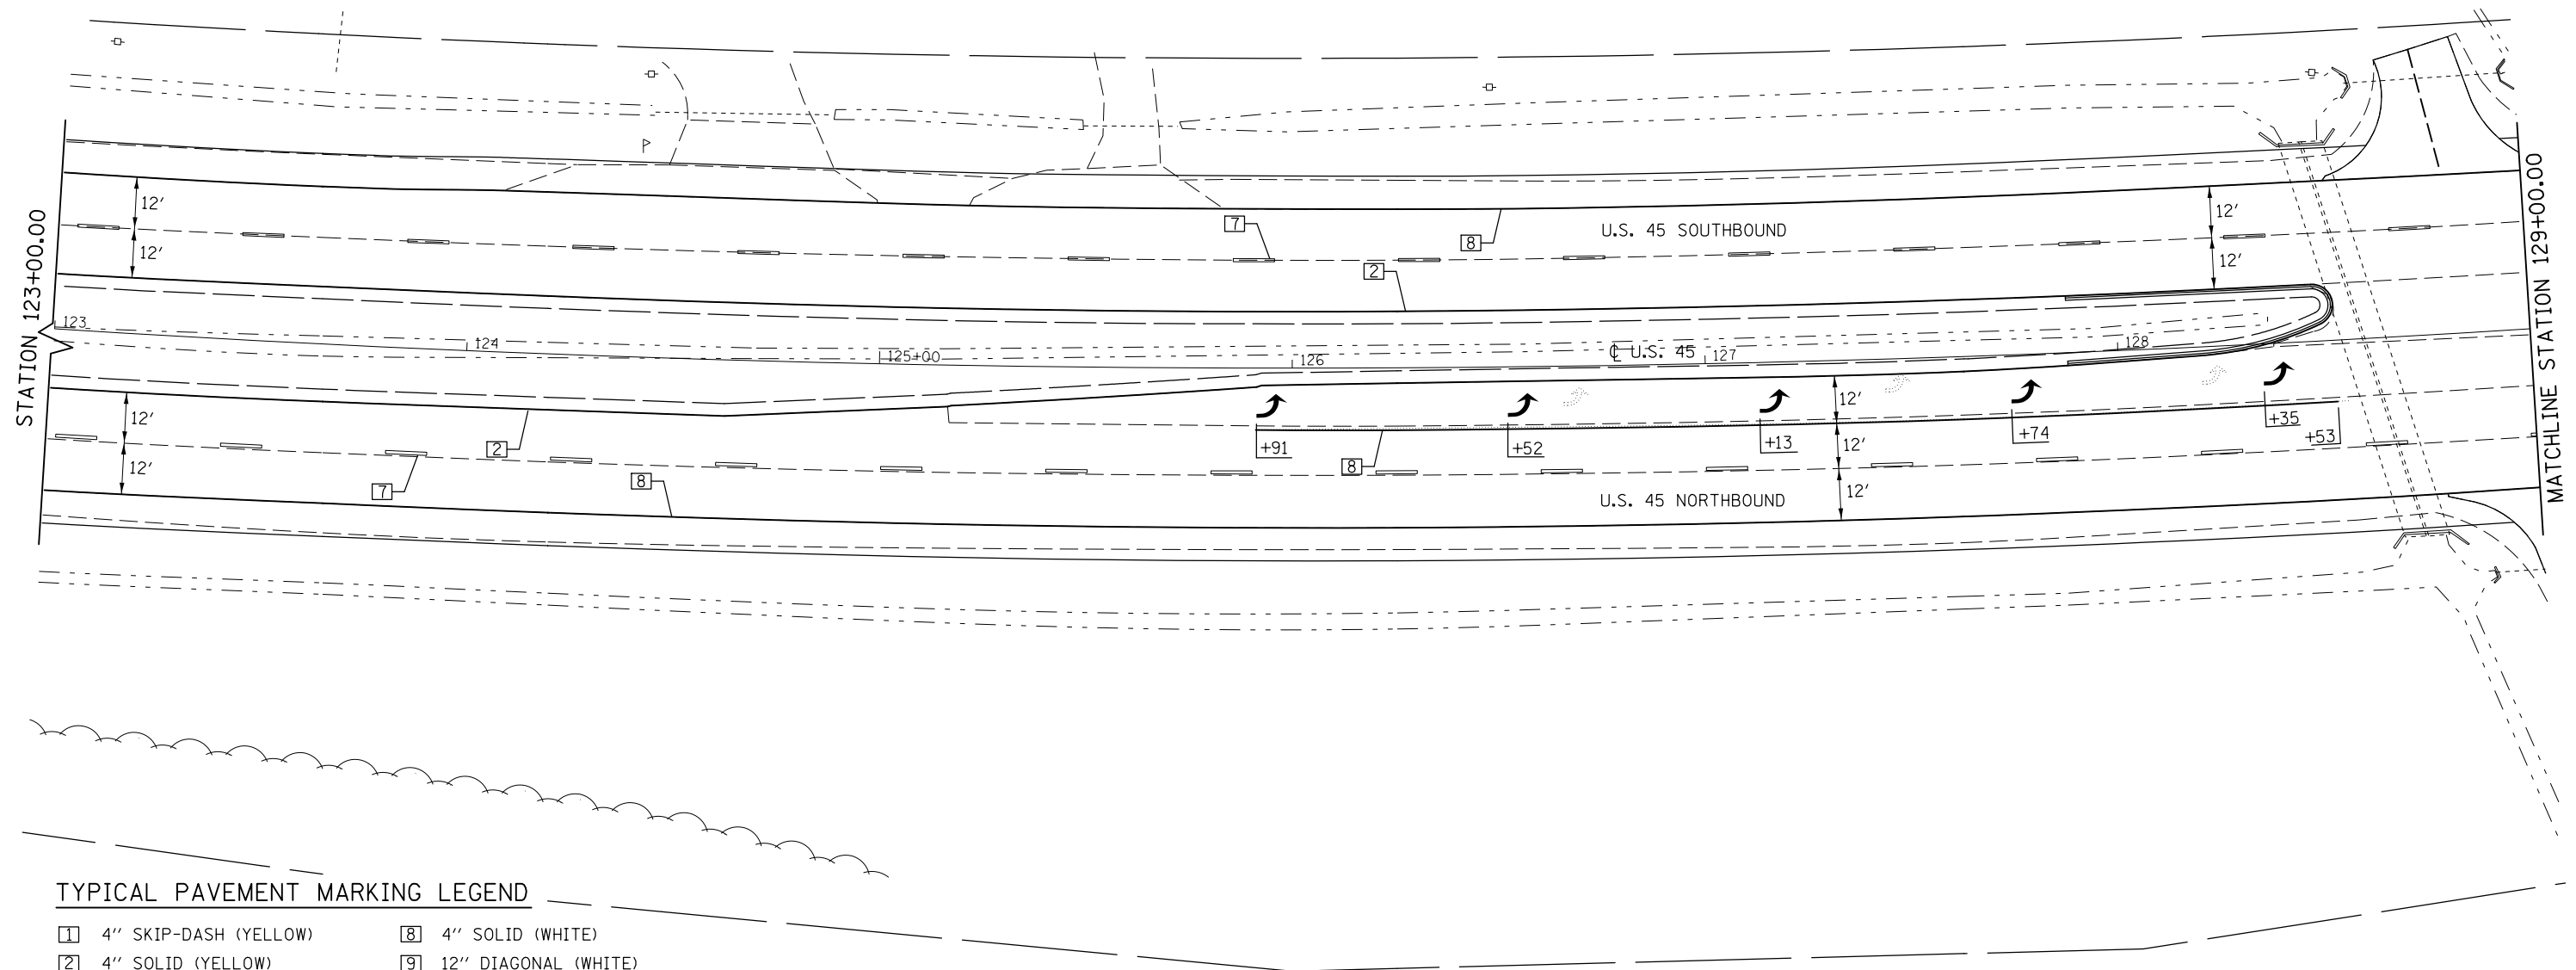 STATION 123+00.00
MATCHLINE STATION 129+00.00
12'
12'
7
8
U.S. 45 SOUTHBOUND
12'
12'
2
123
124
125+00
126
℄ U.S. 45
127
128
12'
12'
2
7
8
+91
8
+52
+13
12'
12'
12'
+74
+35
+53
U.S. 45 NORTHBOUND
TYPICAL PAVEMENT MARKING LEGEND
1 4'' SKIP-DASH (YELLOW)
2 4'' SOLID (YELLOW)
8 4'' SOLID (WHITE)
9 12'' DIAGONAL (WHITE)